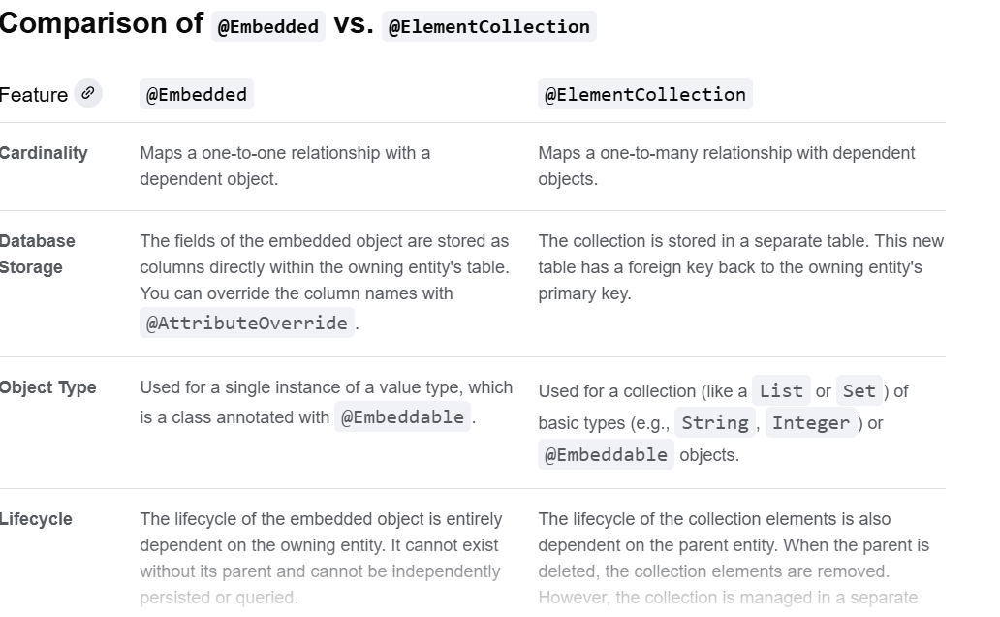 Comparison of @Embedded vs. @ElementCollection
Feature @Embedded @ElementCollection
Cardinality
Maps a one-to-one relationship with a
dependent object.
Maps a one-to-many relationship with dependent
objects.
Database
Storage
The fields of the embedded object are stored as
columns directly within the owning entity's table.
You can override the column names with
@AttributeOverride .
The collection is stored in a separate table. This new
table has a foreign key back to the owning entity's
primary key.
Object Type
Used for a single instance of a value type, which
is a class annotated with @Embeddable .
Used for a collection (like a List or Set ) of
basic types (e.g., String , Integer ) or
@Embeddable objects.
Lifecycle
The lifecycle of the embedded object is entirely
dependent on the owning entity. It cannot exist
without its parent and cannot be independently
persisted or queried.
The lifecycle of the collection elements is also
dependent on the parent entity. When the parent is
deleted, the collection elements are removed.
However, the collection is managed in a separate